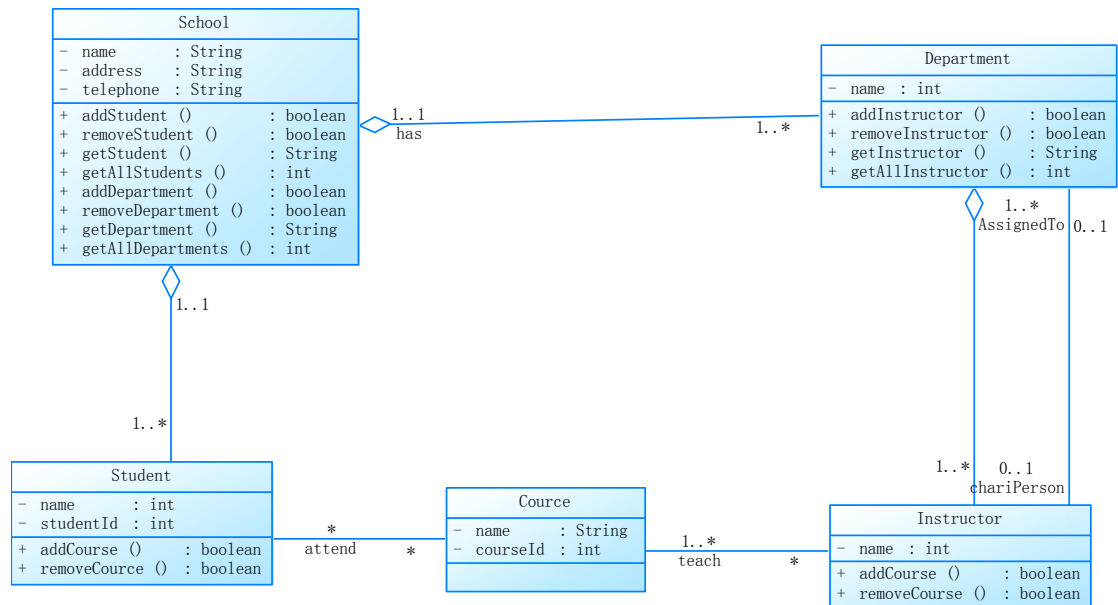 School
- name : String
- address : String
- telephone : String
+ addStudent () : boolean
+ removeStudent () : boolean
+ getStudent () : String
+ getAllStudents () : int
+ addDepartment () : boolean
+ removeDepartment () : boolean
+ getDepartment () : String
+ getAllDepartments () : int
1..1
has
1..*
Department
- name : int
+ addInstructor () : boolean
+ removeInstructor () : boolean
+ getInstructor () : String
+ getAllInstructor () : int
1..*
AssignedTo
0..1
1..1
1..*
1..*
0..1
chariPerson
Student
- name : int
- studentId : int
+ addCourse () : boolean
+ removeCource () : boolean
*
attend
*
Cource
- name : String
- courseId : int
1..*
teach
*
Instructor
- name : int
+ addCourse () : boolean
+ removeCourse () : boolean